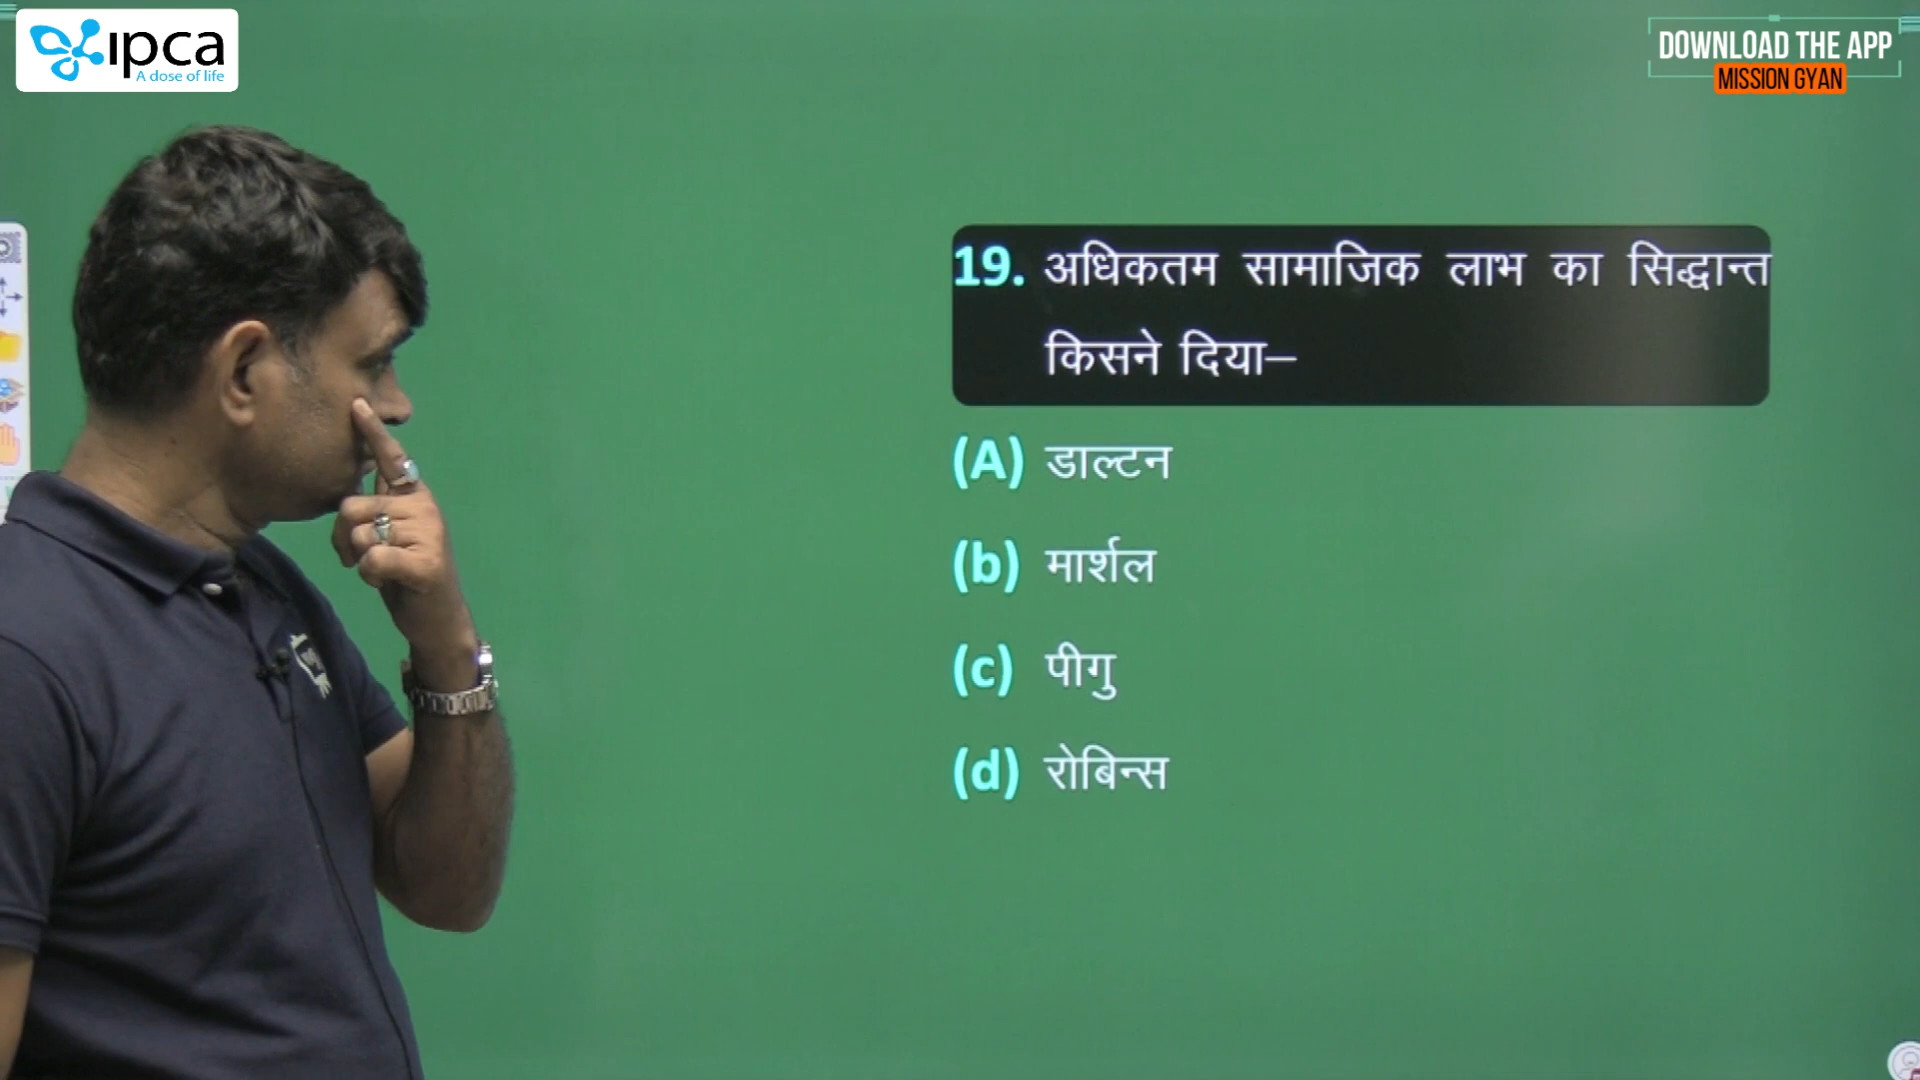 ipca
A dose of life
DOWNLOAD THE APP
MISSION GYAN
19. अधिकतम सामाजिक लाभ का सिद्धान्त
किसने दिया–
(A) डाल्टन
(b) मार्शल
(c) पीगु
(d) रोबिन्स